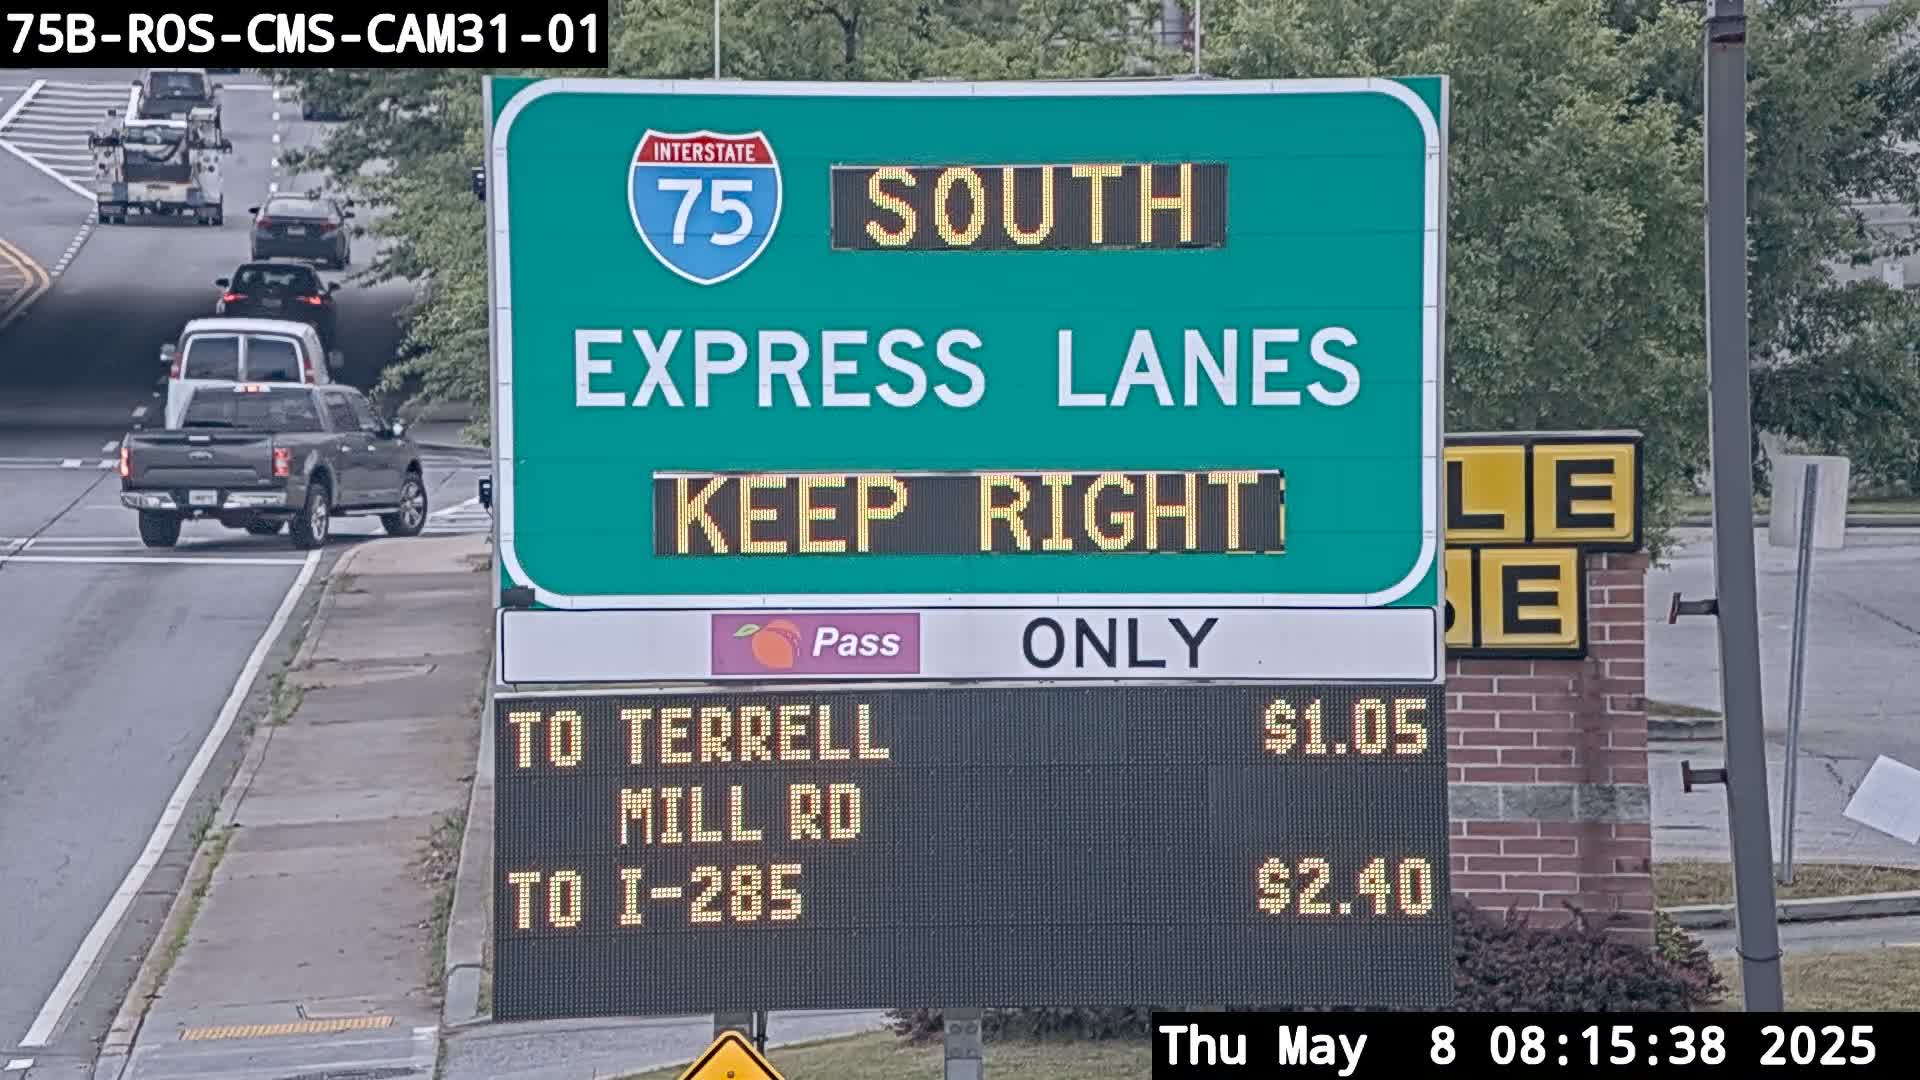 75B-ROS-CMS-CAM31-01
INTERSTATE
75
SOUTH
EXPRESS LANES
KEEP RIGHT
Pass ONLY
TO TERRELL $1.05
MILL RD
TO I-285 $2.40
LE
E
Thu May 8 08:15:38 2025